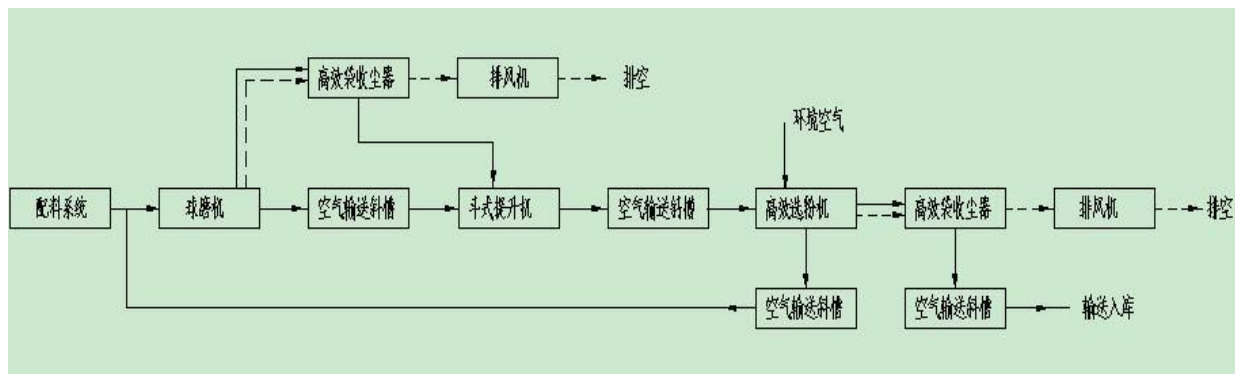 高效袋收尘器
排风机
排空
环境空气
配料系统
球磨机
空气输送斜槽
斗式提升机
空气输送斜槽
高效选粉机
高效袋收尘器
排风机
排空
空气输送斜槽
空气输送斜槽
输送入库